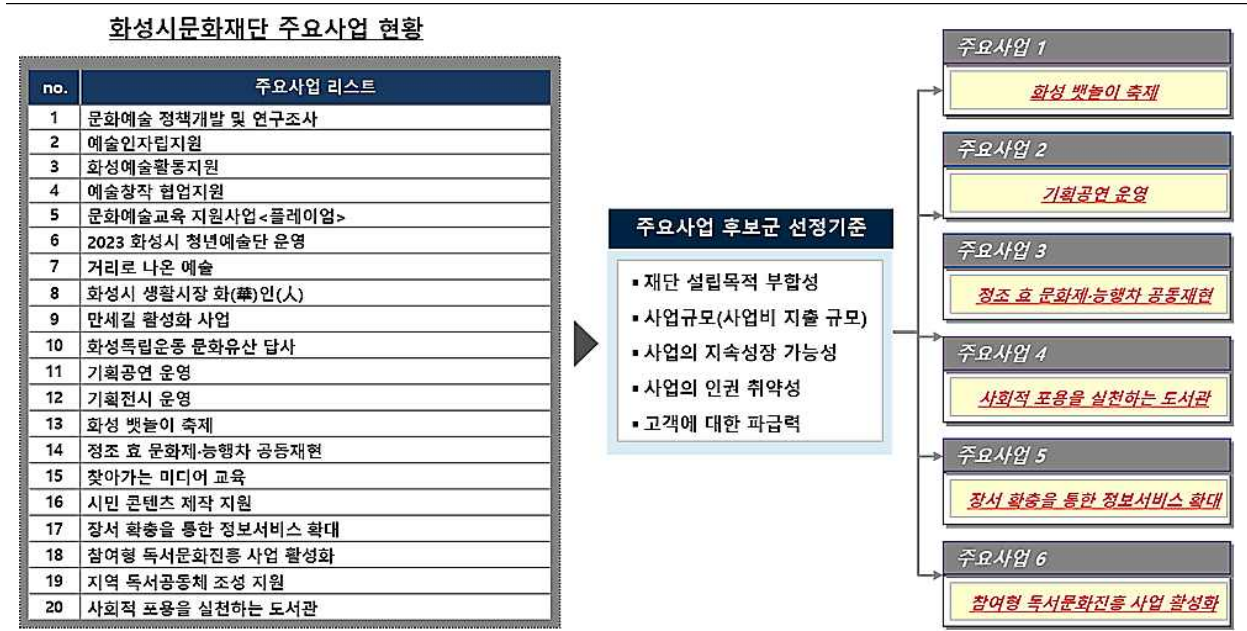 화성시문화재단 주요사업 현황
no. 주요사업 리스트
1 문화예술 정책개발 및 연구조사
2 예술인자립지원
3 화성예술활동지원
4 예술창작 협업지원
5 문화예술교육 지원사업<플레이업>
6 2023 화성시 청년예술단 운영
7 거리로 나온 예술
8 화성시 생활시장 화(華)인(人)
9 만세길 활성화 사업
10 화성독립운동 문화유산 답사
11 기획공연 운영
12 기획전시 운영
13 화성 뱃놀이 축제
14 정조 효 문화제·능행차 공동재현
15 찾아가는 미디어 교육
16 시민 콘텐츠 제작 지원
17 장서 확충을 통한 정보서비스 확대
18 참여형 독서문화진흥 사업 활성화
19 지역 독서공동체 조성 지원
20 사회적 포용을 실천하는 도서관
주요사업 후보군 선정기준
▪ 재단 설립목적 부합성
▪ 사업규모(사업비 지출 규모)
▪ 사업의 지속성장 가능성
▪ 사업의 인권 취약성
▪ 고객에 대한 파급력
주요사업 1
화성 뱃놀이 축제
주요사업 2
기획공연 운영
주요사업 3
정조 효 문화제·능행차 공동재현
주요사업 4
사회적 포용을 실천하는 도서관
주요사업 5
장서 확충을 통한 정보서비스 확대
주요사업 6
참여형 독서문화진흥 사업 활성화